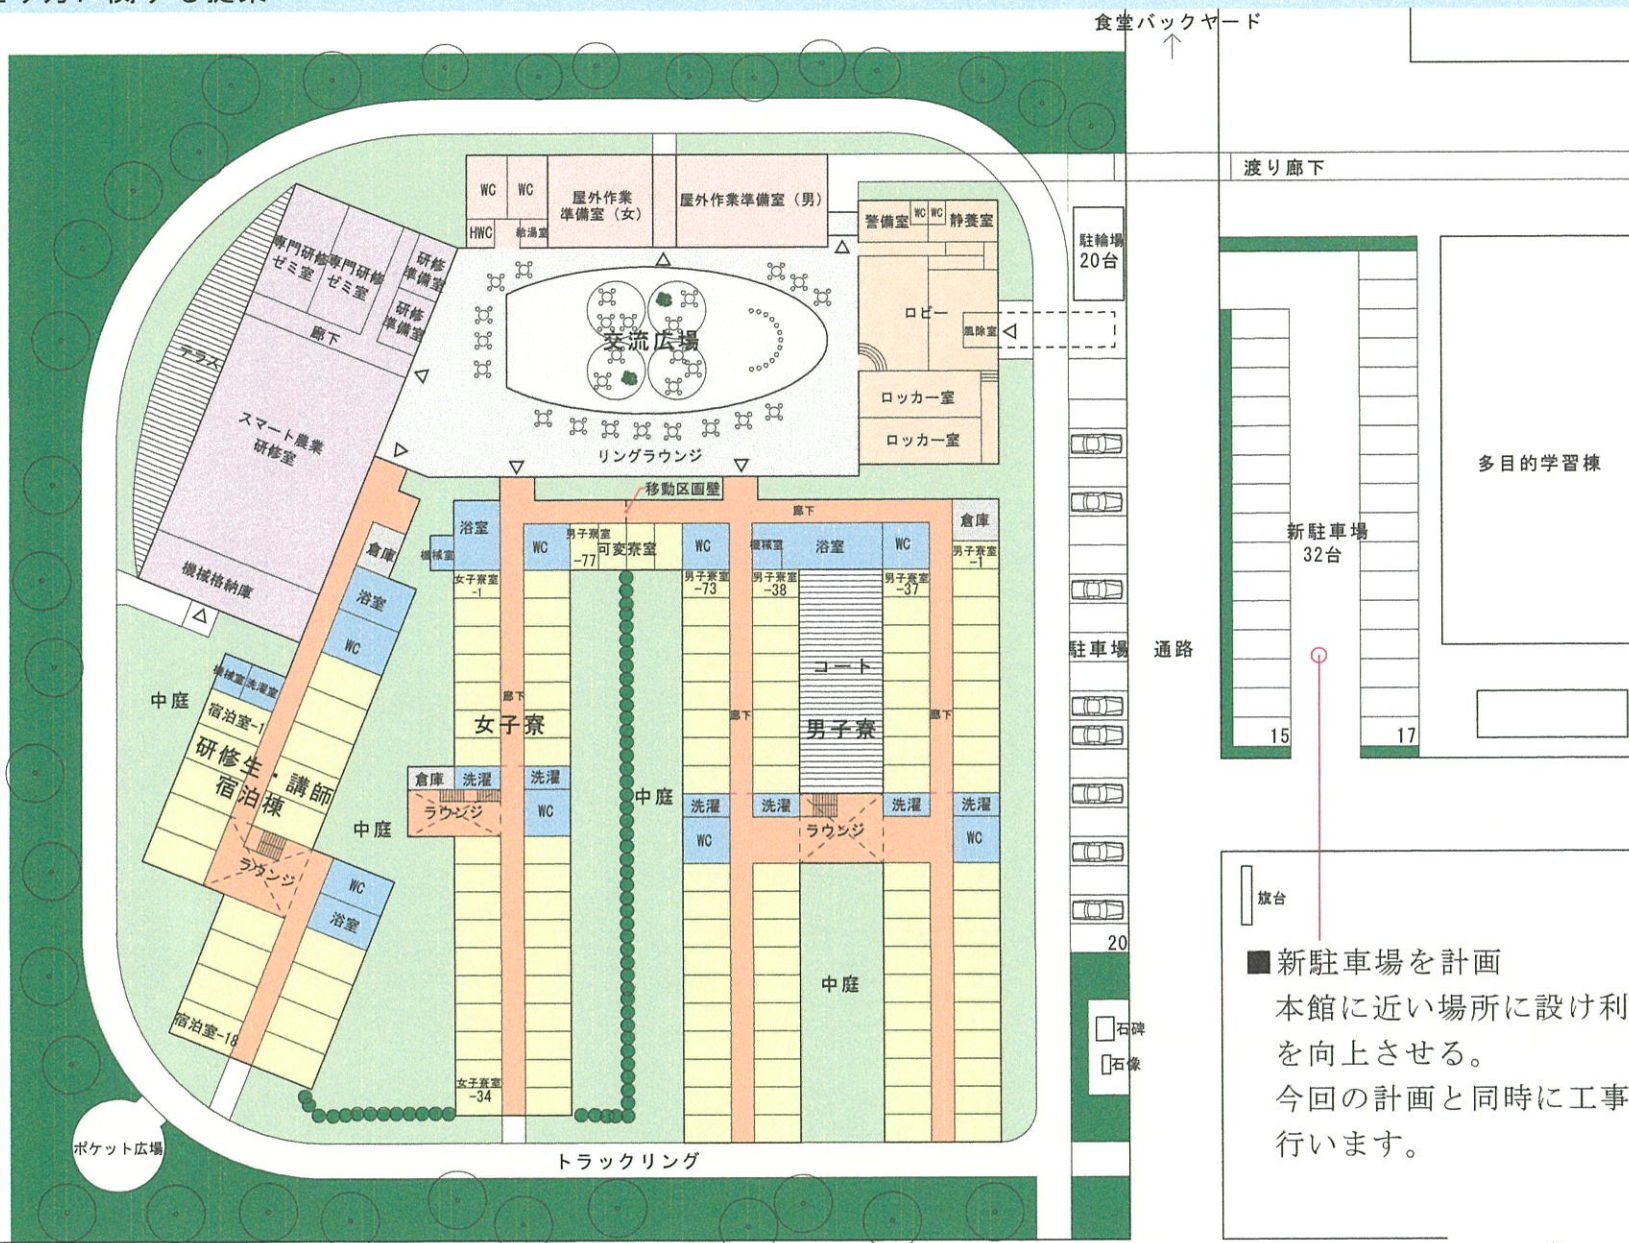 に関する提案
食堂バックヤード
渡り廊下
WC
WC
屋外作業
準備室（女）
屋外作業準備室（男）
HWC
給湯室
警備室
WC
WC
静養室
駐輪場
20台
専門研修
ゼミ室
専門研修
ゼミ室
研修
準備室
研修
準備室
廊下
テラス
交流広場
ロビー
風除室
スマート農業
研修室
ロッカー室
ロッカー室
リングラウンジ
多目的学習棟
移動区画壁
廊下
浴室
機械室
WC
男子寮室
-77
可変寮室
WC
機械室
浴室
WC
倉庫
男子寮室
-1
新駐車場
32台
倉庫
機械格納庫
浴室
WC
女子寮室
-1
男子寮室
-73
男子寮室
-38
男子寮室
-37
駐車場
通路
中庭
機械室
洗濯室
宿泊室-1
廊下
女子寮
コート
廊下
男子寮
廊下
15
17
研修生・講師
宿泊棟
倉庫
洗濯
洗濯
ラウンジ
WC
中庭
中庭
洗濯
洗濯
洗濯
洗濯
WC
ラウンジ
WC
ラウンジ
WC
浴室
旗台
20
中庭
■新駐車場を計画
本館に近い場所に設け利
を向上させる。
今回の計画と同時に工事
行います。
宿泊室-18
石碑
石像
女子寮室
-34
ポケット広場
トラックリング